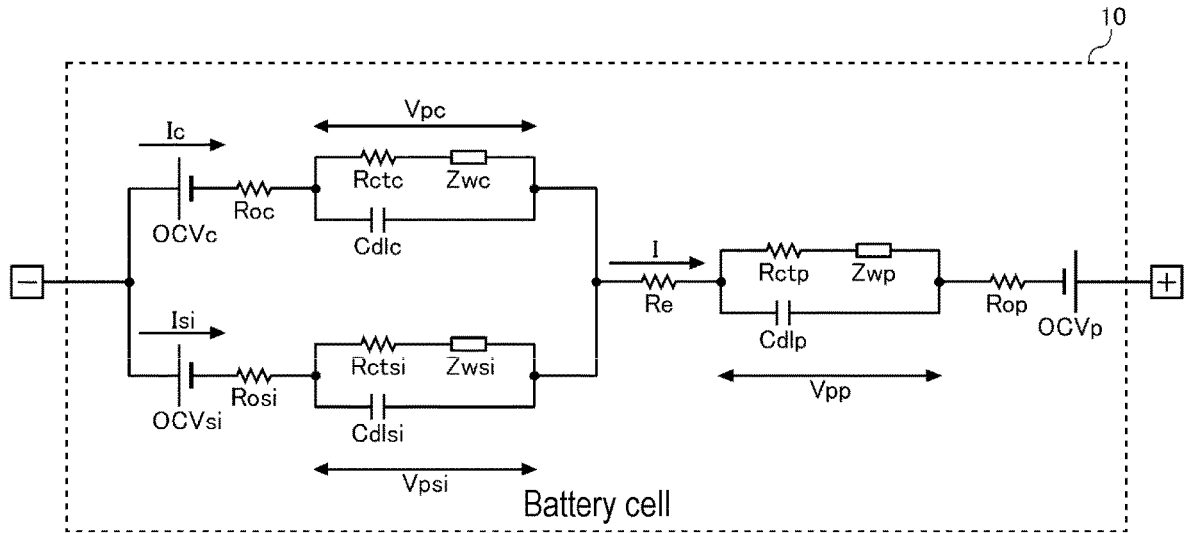 10
Vpc
Ic
Rctc
Zwc
Roc
OCVc
Cdlc
I
Rctp
Zwp
−
Re
Rop
+
Cdlp
OCVp
Isi
Rctsi
Zwsi
Rosi
Vpp
OCVsi
Cdlsi
Vpsi
Battery cell